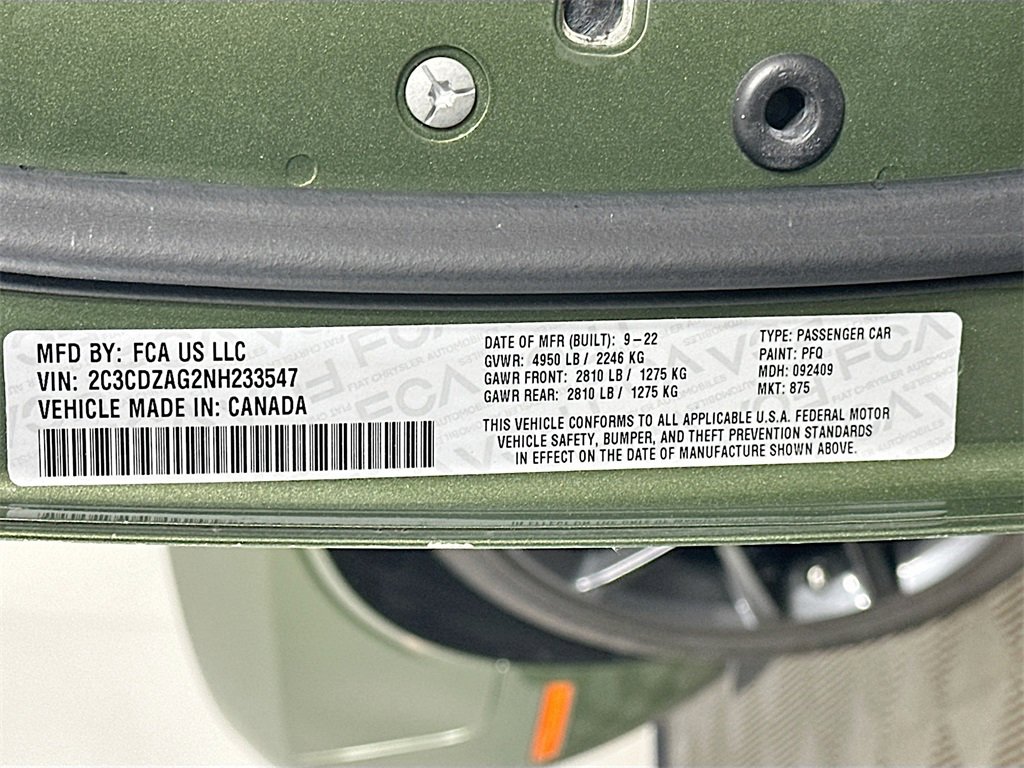 MFD BY: FCA US LLC
VIN: 2C3CDZAG2NH233547
VEHICLE MADE IN: CANADA
DATE OF MFR (BUILT): 9-22
GVWR: 4950 LB / 2246 KG
GAWR FRONT: 2810 LB / 1275 KG
GAWR REAR: 2810 LB / 1275 KG
TYPE: PASSENGER CAR
PAINT: PFQ
MDH: 092409
MKT: 875
THIS VEHICLE CONFORMS TO ALL APPLICABLE U.S.A. FEDERAL MOTOR
VEHICLE SAFETY, BUMPER, AND THEFT PREVENTION STANDARDS
IN EFFECT ON THE DATE OF MANUFACTURE SHOWN ABOVE.